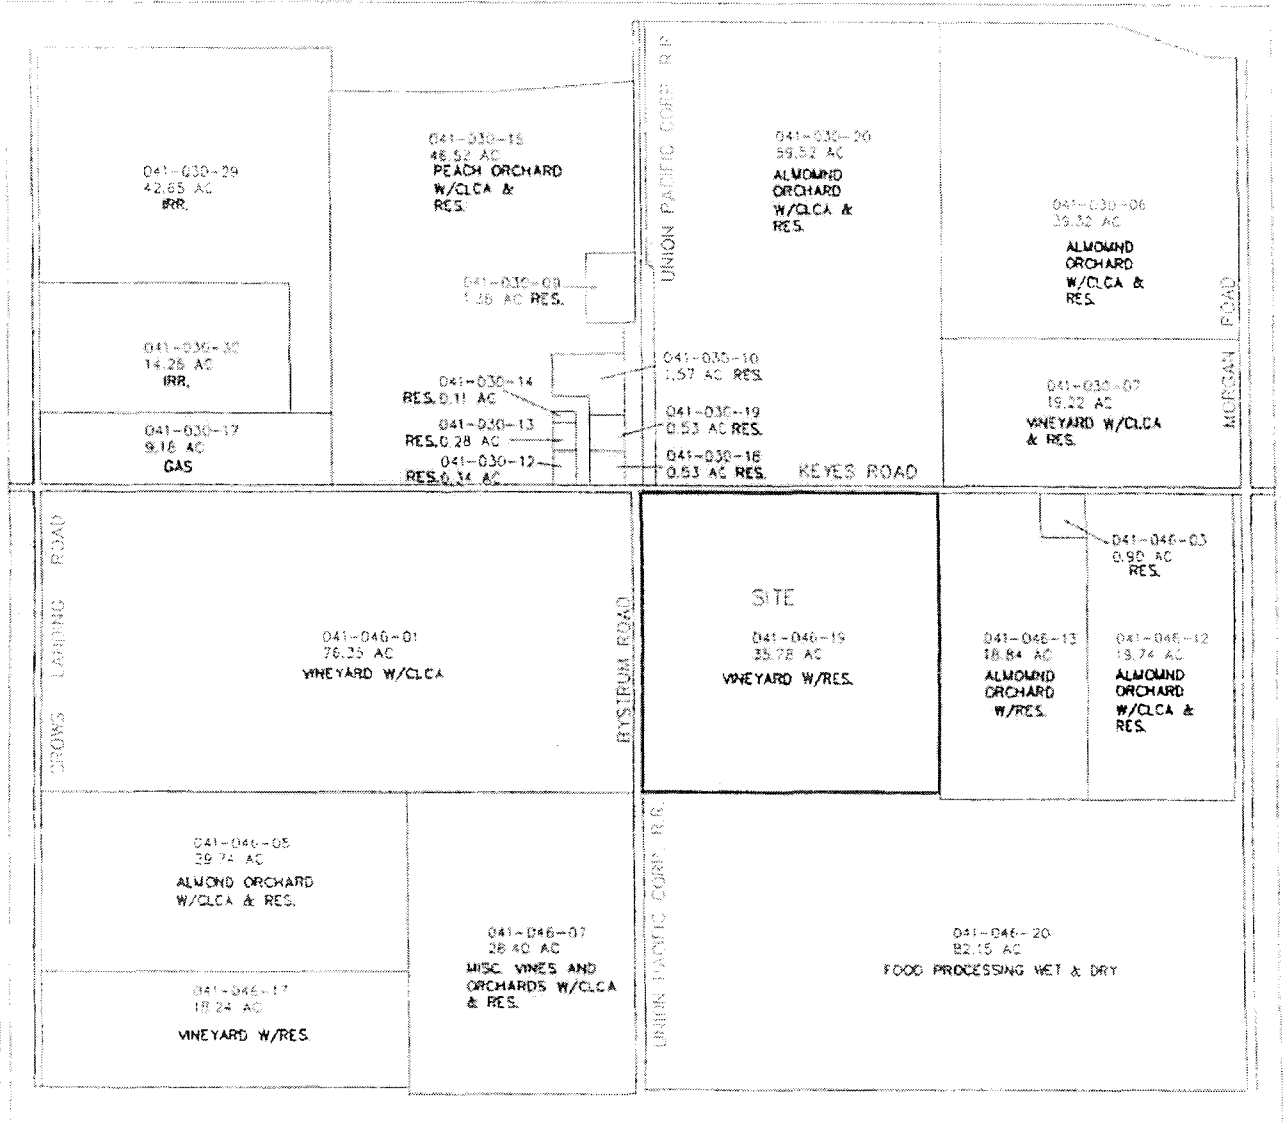 041-030-29
42.65 AC
IRR.
041-030-15
46.52 AC
PEACH ORCHARD
W/CLCA &
RES.
UNION PACIFIC CORP. R.R.
041-030-20
59.52 AC
ALMOMND
ORCHARD
W/CLCA &
RES.
041-030-06
39.32 AC
ALMOMND
ORCHARD
W/CLCA &
RES.
MORGAN ROAD
041-030-09
1.38 AC RES.
041-030-30
14.26 AC
IRR.
041-030-10
1.57 AC RES.
041-030-14
RES. 0.11 AC
041-030-13
RES. 0.28 AC
041-030-12
RES. 0.34 AC
041-030-19
0.53 AC RES.
041-030-18
0.53 AC RES.
041-030-07
19.22 AC
VINEYARD W/CLCA
& RES.
041-030-17
9.18 AC
GAS
KEYES ROAD
CROWS LANDING ROAD
041-046-01
76.35 AC
VINEYARD W/CLCA
BYSTRUM ROAD
SITE
041-046-19
35.78 AC
VINEYARD W/RES.
041-046-03
0.90 AC
RES.
041-046-13
18.84 AC
ALMOMND
ORCHARD
W/RES.
041-046-12
19.74 AC
ALMOMND
ORCHARD
W/CLCA &
RES.
041-046-05
29.74 AC
ALMOND ORCHARD
W/CLCA & RES.
041-046-17
18.24 AC
VINEYARD W/RES.
041-046-07
28.40 AC
MISC. VINES AND
ORCHARDS W/CLCA
& RES.
UNION PACIFIC CORP. R.R.
041-046-20
82.15 AC
FOOD PROCESSING WET & DRY